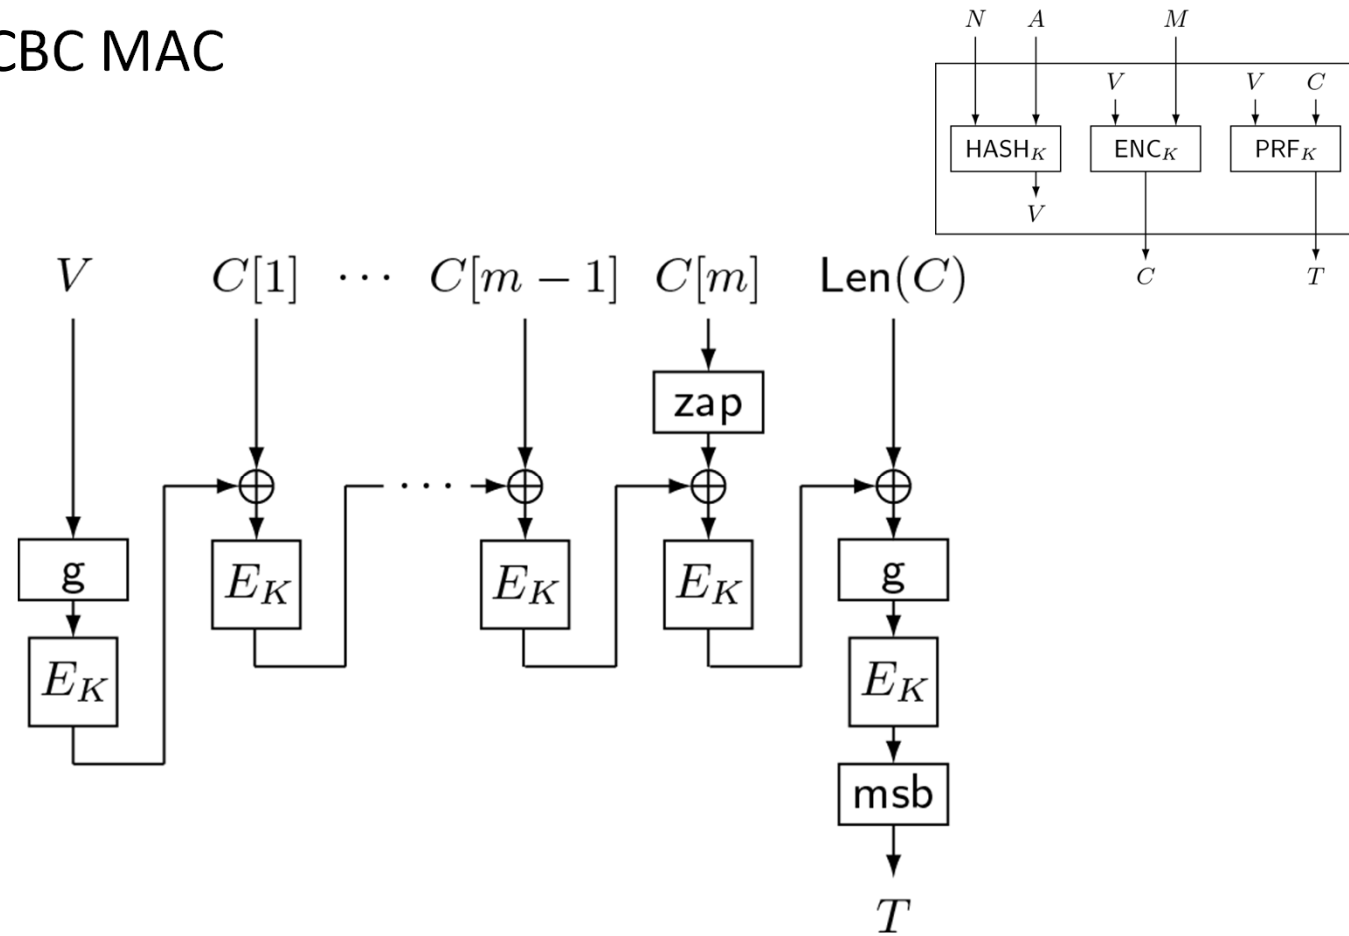 CBC MAC
N A M
V V C
HASH_K ENC_K PRF_K
V
C T
V C[1] ··· C[m − 1] C[m] Len(C)
zap
···
g E_K E_K E_K g
E_K E_K
msb
T